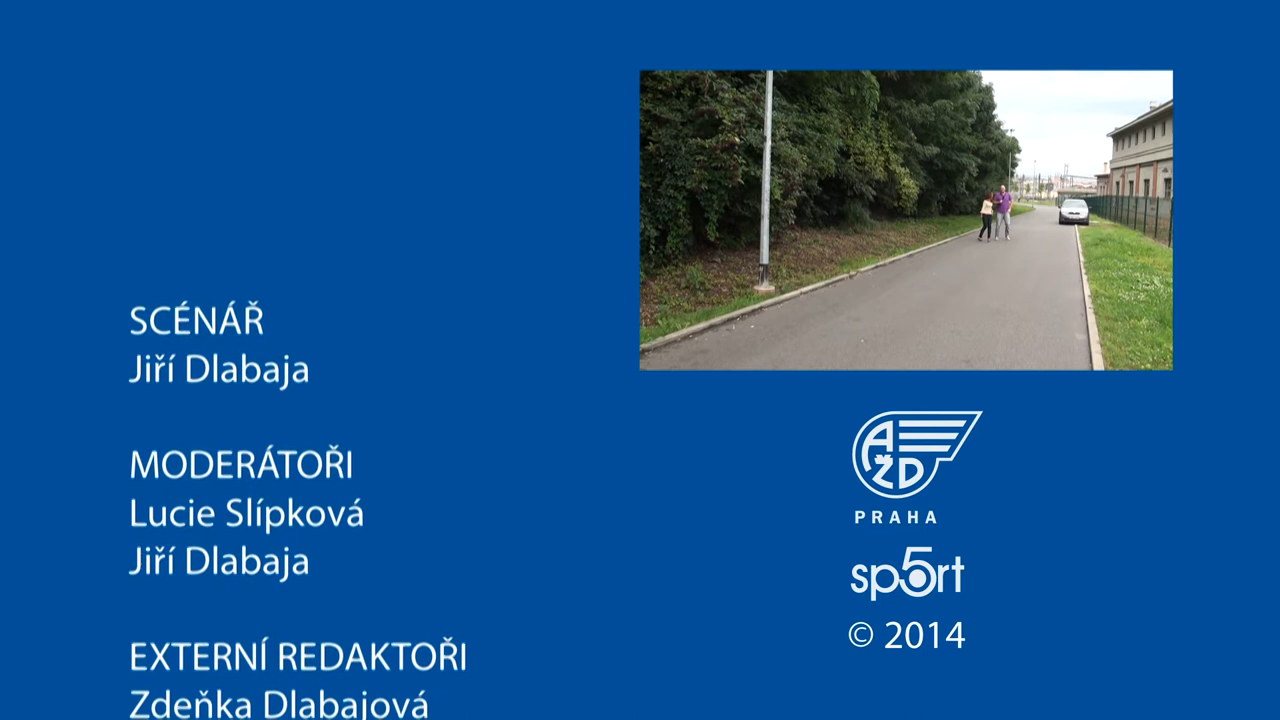 SCÉNÁŘ
Jiří Dlabaja
MODERÁTOŘI
Lucie Slípková
Jiří Dlabaja
EXTERNÍ REDAKTOŘI
Zdeňka Dlabajová
AŽD
PRAHA
sp5rt
© 2014